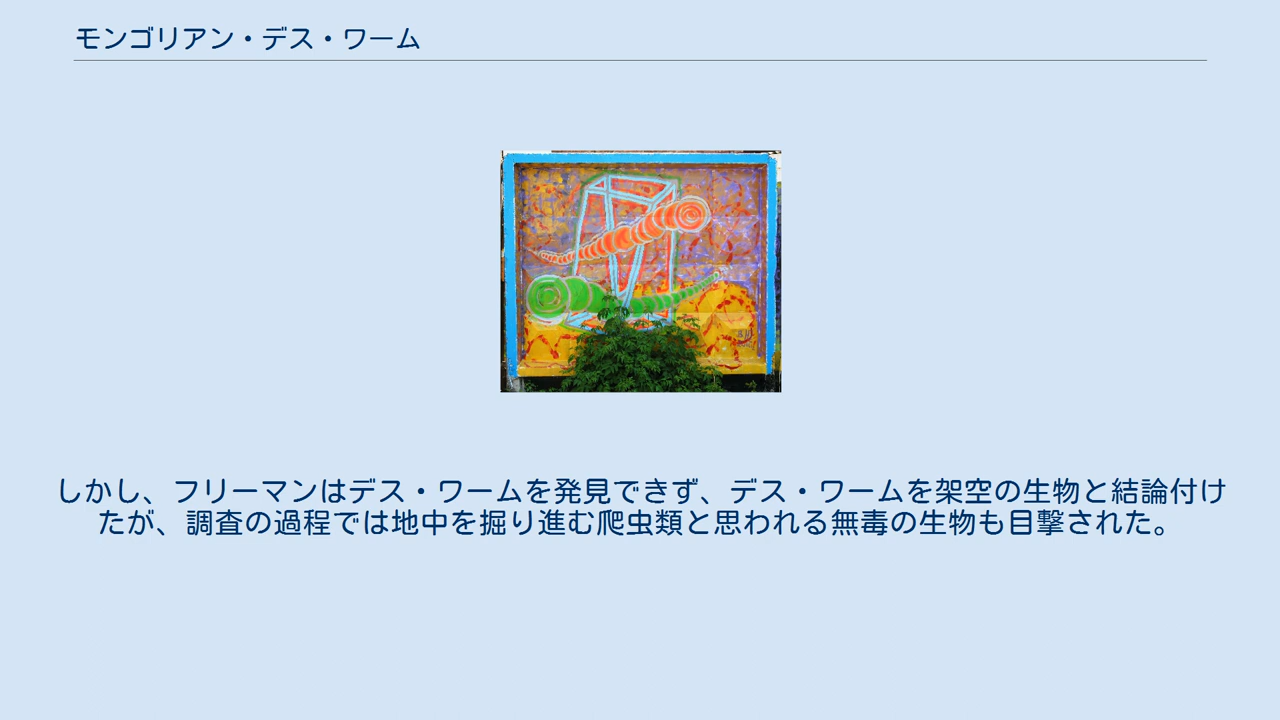 モンゴリアン・デス・ワーム
しかし、フリーマンはデス・ワームを発見できず、デス・ワームを架空の生物と結論付け
たが、調査の過程では地中を掘り進む爬虫類と思われる無毒の生物も目撃された。